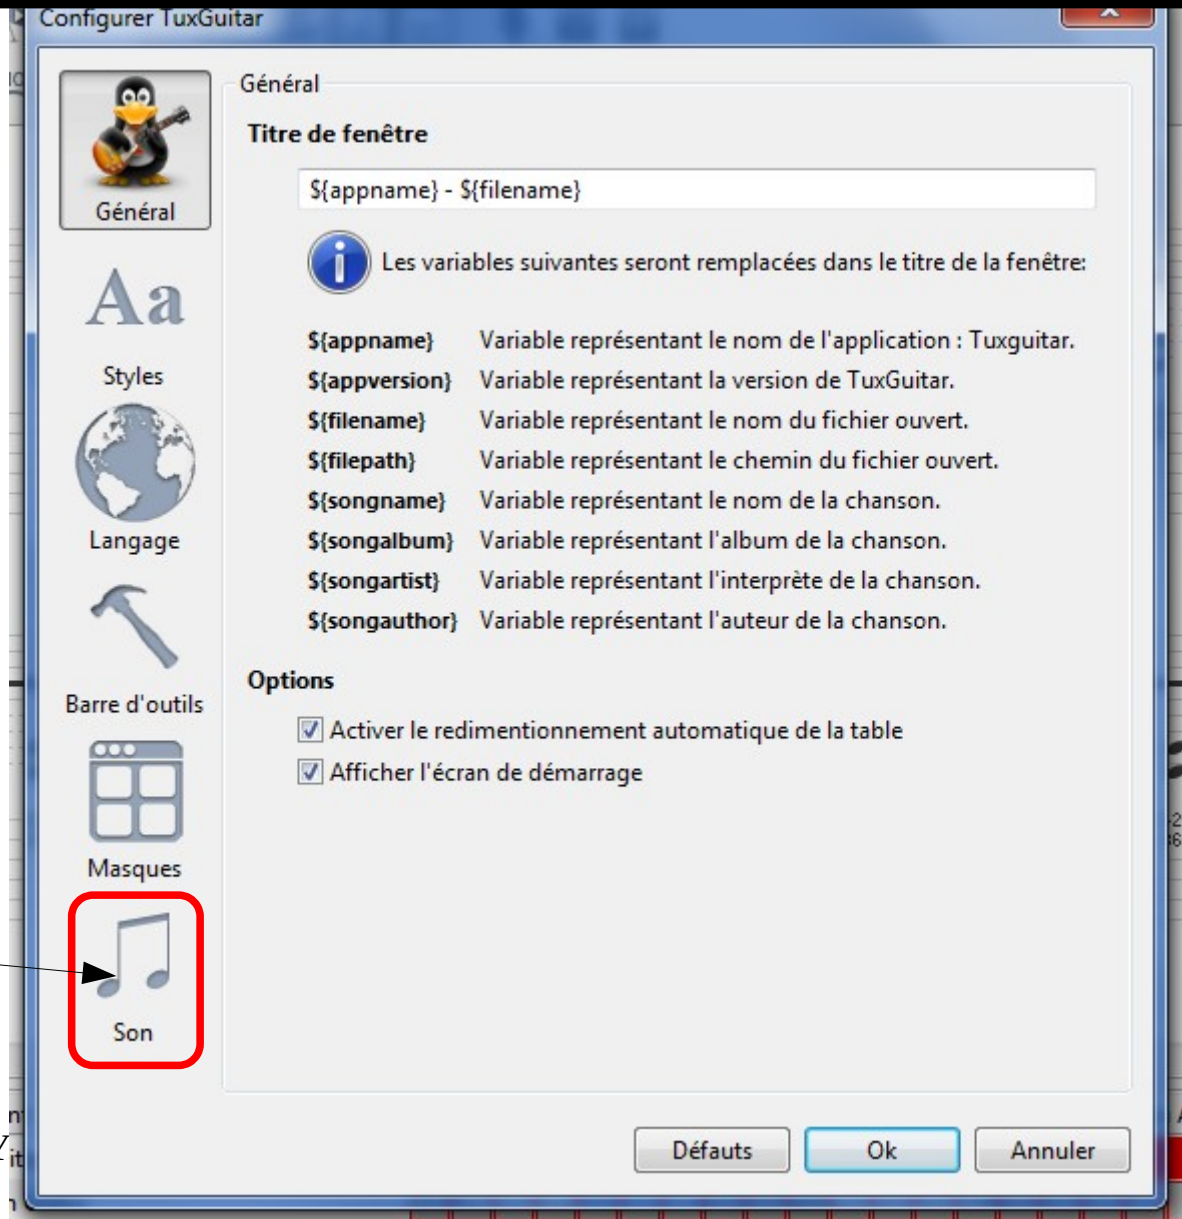 Configurer TuxGuitar
Général
Styles
Langage
Barre d'outils
Masques
Son
Général
Titre de fenêtre
${appname} - ${filename}
Les variables suivantes seront remplacées dans le titre de la fenêtre:
${appname} Variable représentant le nom de l'application : Tuxguitar.
${appversion} Variable représentant la version de TuxGuitar.
${filename} Variable représentant le nom du fichier ouvert.
${filepath} Variable représentant le chemin du fichier ouvert.
${songname} Variable représentant le nom de la chanson.
${songalbum} Variable représentant l'album de la chanson.
${songartist} Variable représentant l'interprète de la chanson.
${songauthor} Variable représentant l'auteur de la chanson.
Options
Activer le redimentionnement automatique de la table
Afficher l'écran de démarrage
Défauts
Ok
Annuler